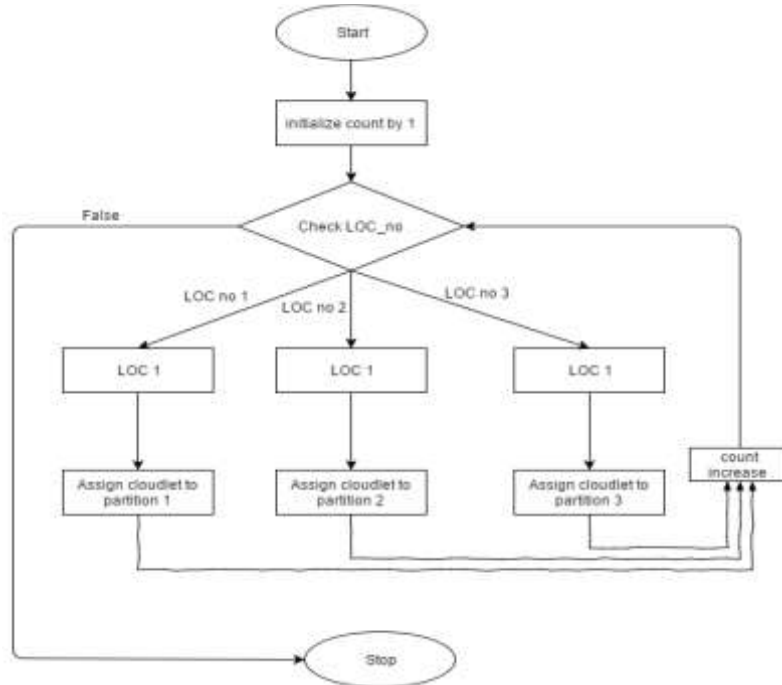 Start
initialize count by 1
False
Check LOC_no
LOC no 1
LOC no 2
LOC no 3
LOC 1
LOC 1
LOC 1
Assign cloudlet to
partition 1
Assign cloudlet to
partition 2
Assign cloudlet to
partition 3
count
increase
Stop